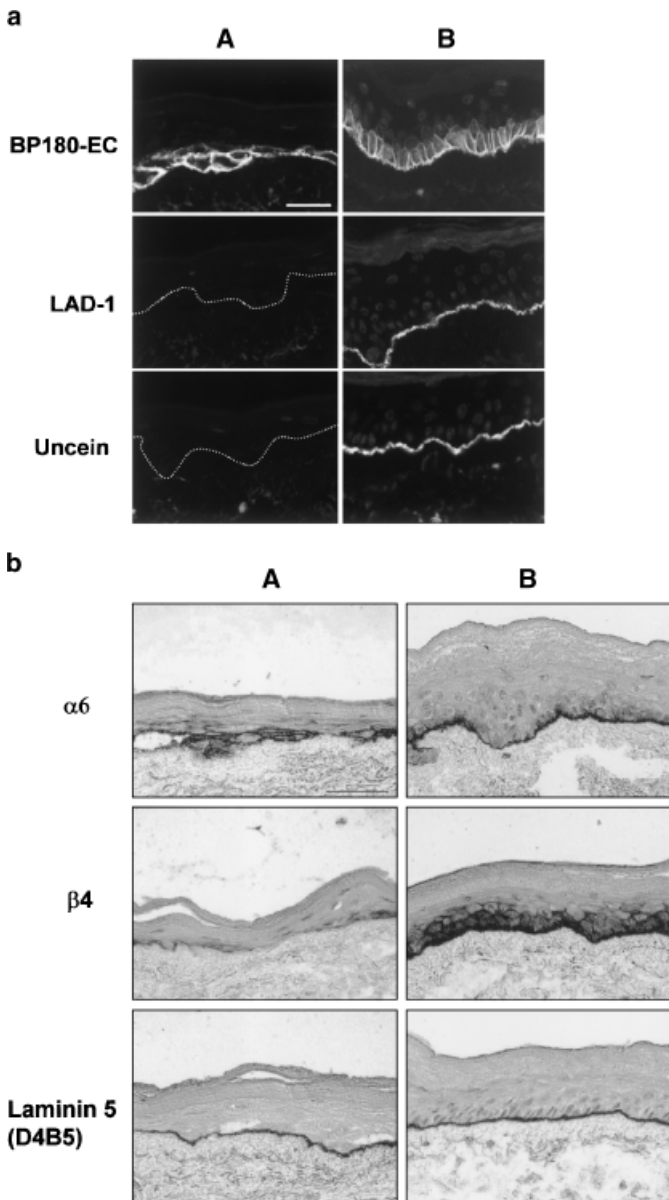 a
A B
BP180-EC
LAD-1
Uncein
b
A B
α6
β4
Laminin 5
(D4B5)